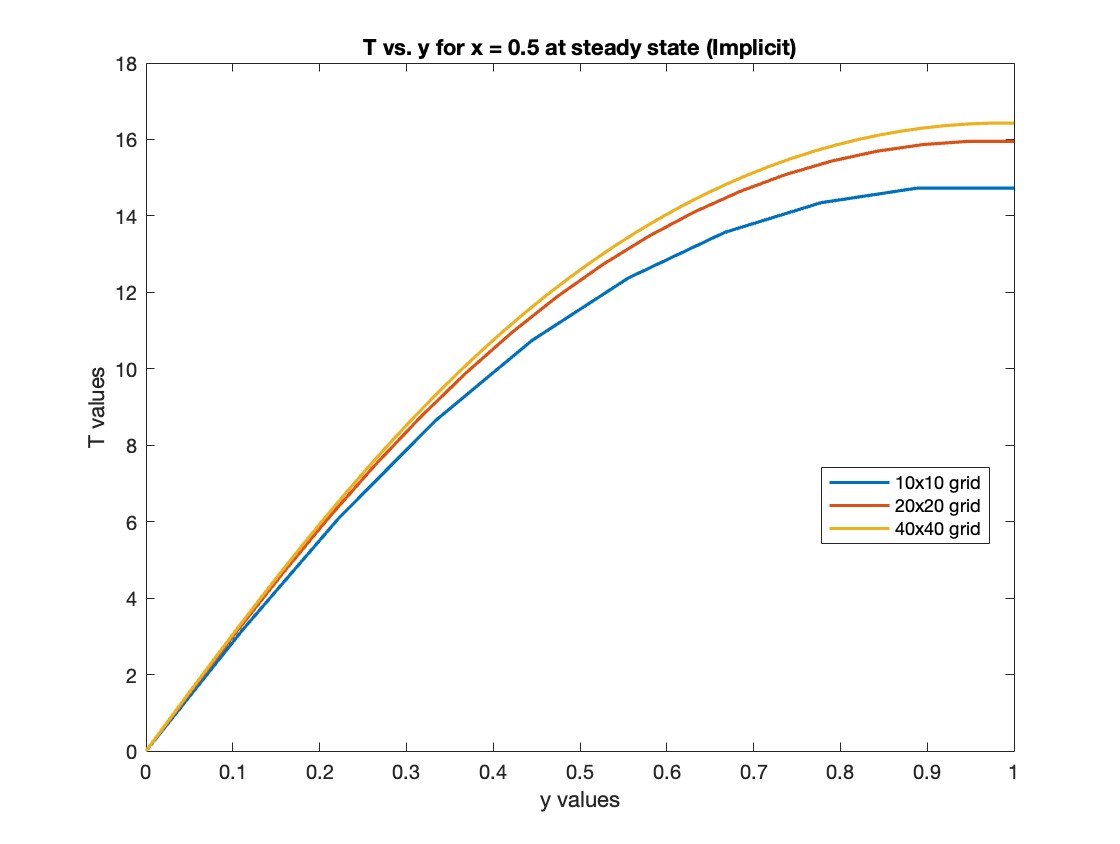 T vs. y for x = 0.5 at steady state (Implicit)
18
16
14
12
10
8
6
4
2
0
T values
10x10 grid
20x20 grid
40x40 grid
0 0.1 0.2 0.3 0.4 0.5 0.6 0.7 0.8 0.9 1
y values